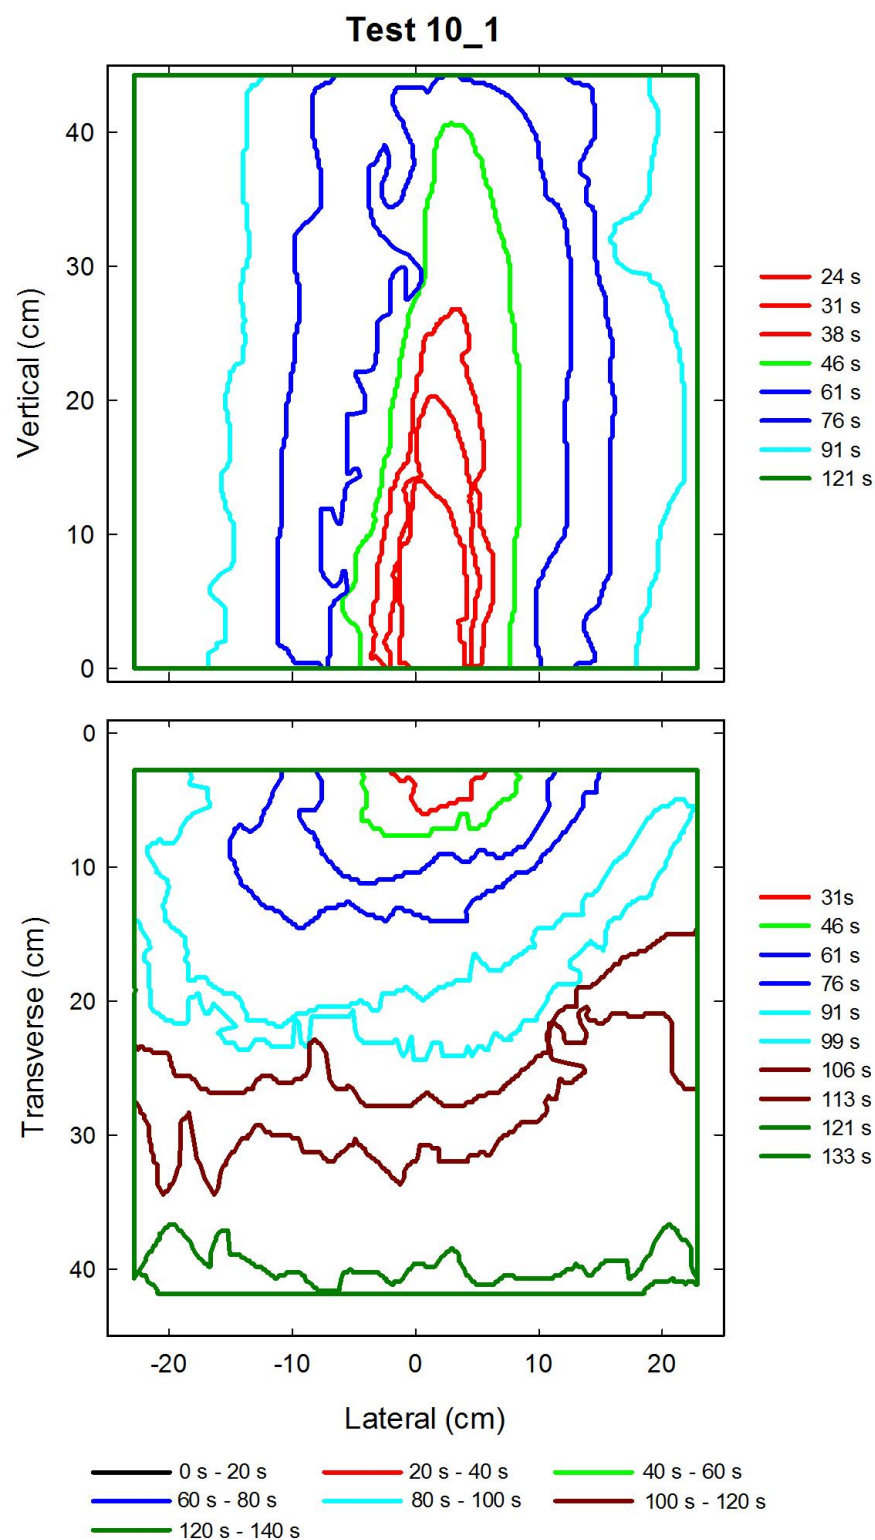 Test 10_1
40
30
20
10
0
Vertical (cm)
24 s
31 s
38 s
46 s
61 s
76 s
91 s
121 s
0
10
20
30
40
Transverse (cm)
31s
46 s
61 s
76 s
91 s
99 s
106 s
113 s
121 s
133 s
-20 -10 0 10 20
Lateral (cm)
0 s - 20 s 20 s - 40 s 40 s - 60 s
60 s - 80 s 80 s - 100 s 100 s - 120 s
120 s - 140 s